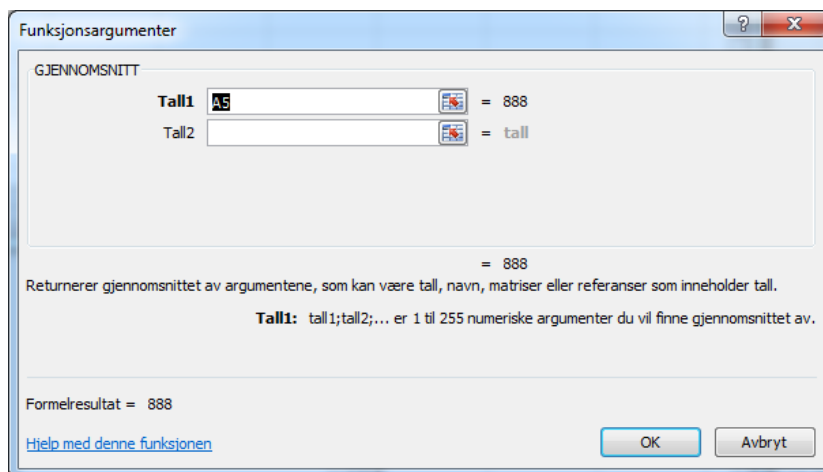 Funksjonsargumenter
GJENNOMSNITT
Tall1 A5 = 888
Tall2 = tall
= 888
Returnerer gjennomsnittet av argumentene, som kan være tall, navn, matriser eller referanser som inneholder tall.
Tall1: tall1;tall2;... er 1 til 255 numeriske argumenter du vil finne gjennomsnittet av.
Formelresultat = 888
Hjelp med denne funksjonen
OK
Avbryt